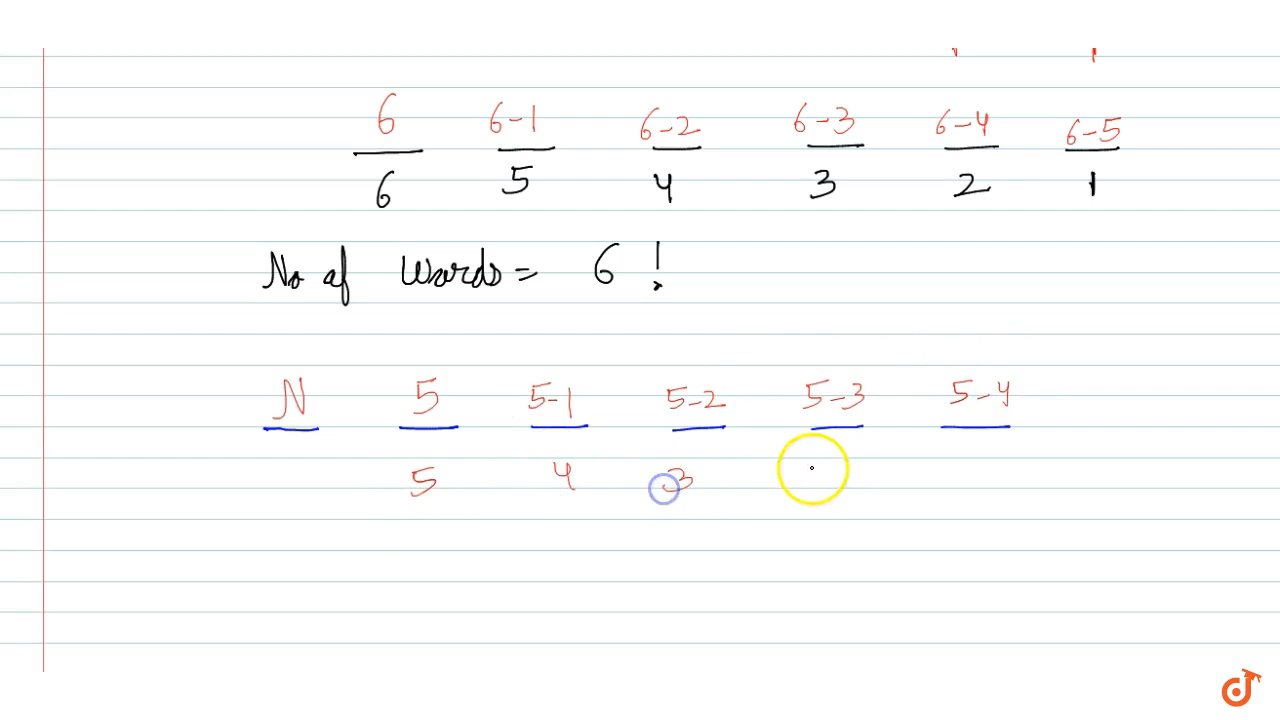 6 6-1 6-2 6-3 6-4 6-5
6 5 4 3 2 1
No of Words = 6 !
N 5 5-1 5-2 5-3 5-4
5 4 3